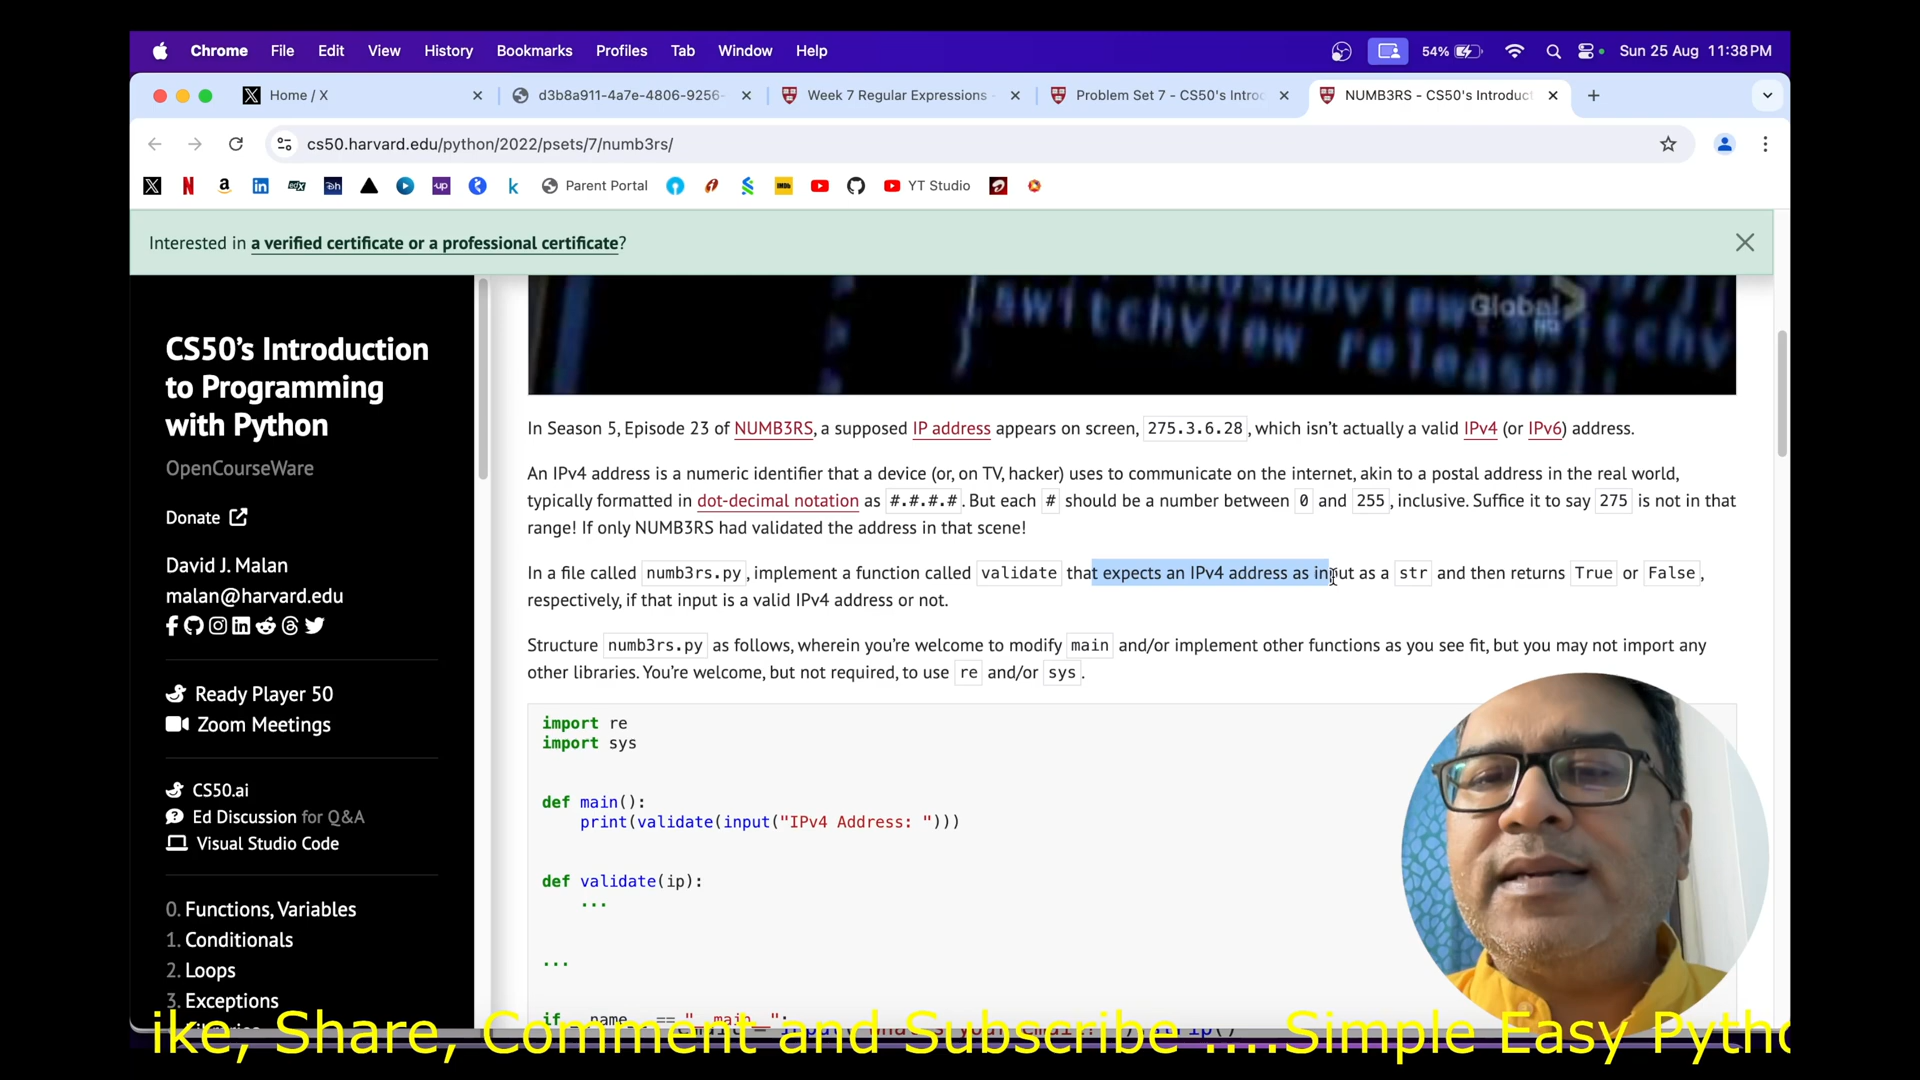 Chrome File Edit View History Bookmarks Profiles Tab Window Help 54% Sun 25 Aug 11:38 PM
Home / X d3b8a911-4a7e-4806-9256- Week 7 Regular Expressions - Problem Set 7 - CS50's Introd NUMB3RS - CS50's Introduct
cs50.harvard.edu/python/2022/psets/7/numb3rs/
Parent Portal YT Studio
Interested in a verified certificate or a professional certificate?
CS50's Introduction
to Programming
with Python
OpenCourseWare
Donate
David J. Malan
malan@harvard.edu
Ready Player 50
Zoom Meetings
CS50.ai
Ed Discussion for Q&A
Visual Studio Code
0. Functions, Variables
1. Conditionals
2. Loops
3. Exceptions
Global
switchview release
In Season 5, Episode 23 of NUMB3RS, a supposed IP address appears on screen, 275.3.6.28, which isn't actually a valid IPv4 (or IPv6) address.
An IPv4 address is a numeric identifier that a device (or, on TV, hacker) uses to communicate on the internet, akin to a postal address in the real world,
typically formatted in dot-decimal notation as #.#.#.#. But each # should be a number between 0 and 255, inclusive. Suffice it to say 275 is not in that
range! If only NUMB3RS had validated the address in that scene!
In a file called numb3rs.py, implement a function called validate that expects an IPv4 address as input as a str and then returns True or False,
respectively, if that input is a valid IPv4 address or not.
Structure numb3rs.py as follows, wherein you're welcome to modify main and/or implement other functions as you see fit, but you may not import any
other libraries. You're welcome, but not required, to use re and/or sys.
import re
import sys
def main():
print(validate(input("IPv4 Address: ")))
def validate(ip):
...
...
if __name__ == "__main__":
ike, Share, Comment and Subscribe ....Simple Easy Pytho